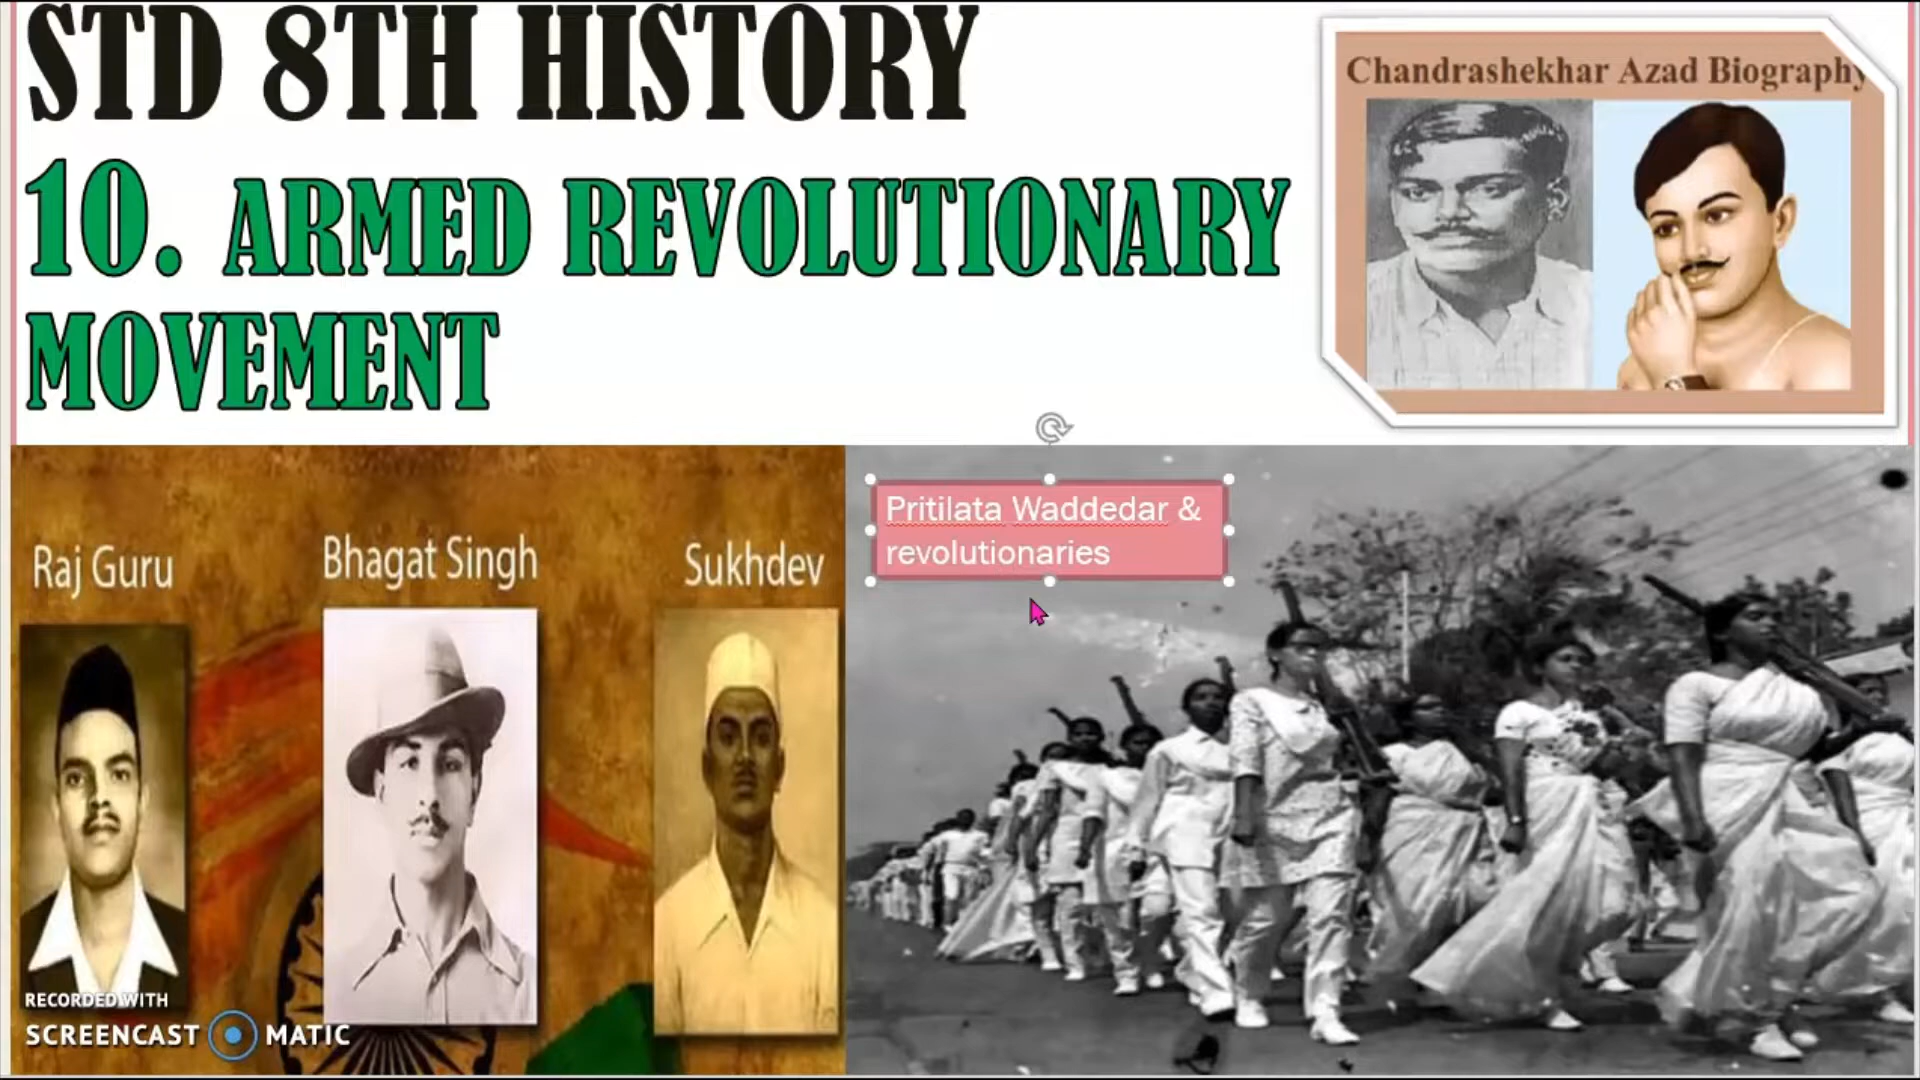 STD 8TH HISTORY
10. ARMED REVOLUTIONARY
MOVEMENT
Chandrashekhar Azad Biography
Raj Guru
Bhagat Singh
Sukhdev
Pritilata Waddedar &
revolutionaries
RECORDED WITH
SCREENCAST MATIC